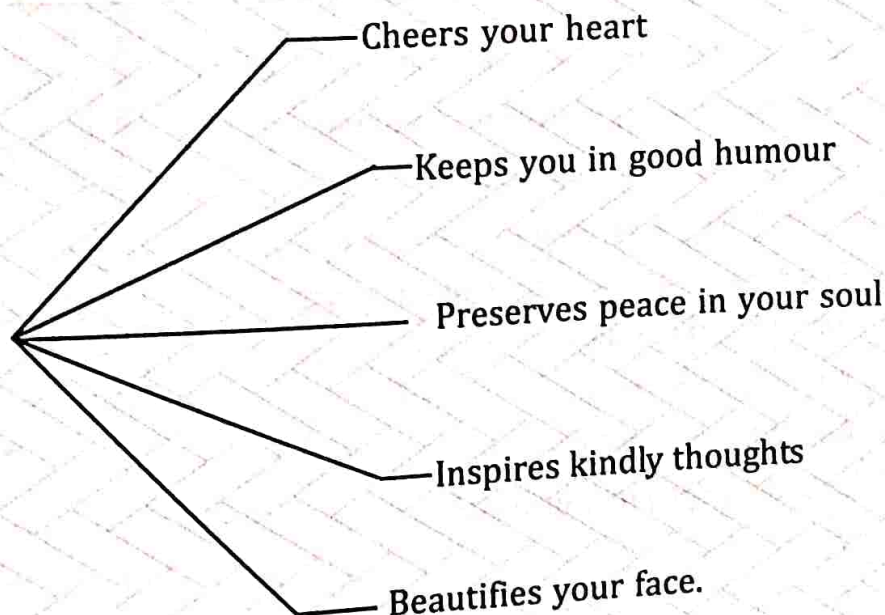 Cheers your heart
Keeps you in good humour
Preserves peace in your soul
Inspires kindly thoughts
Beautifies your face.